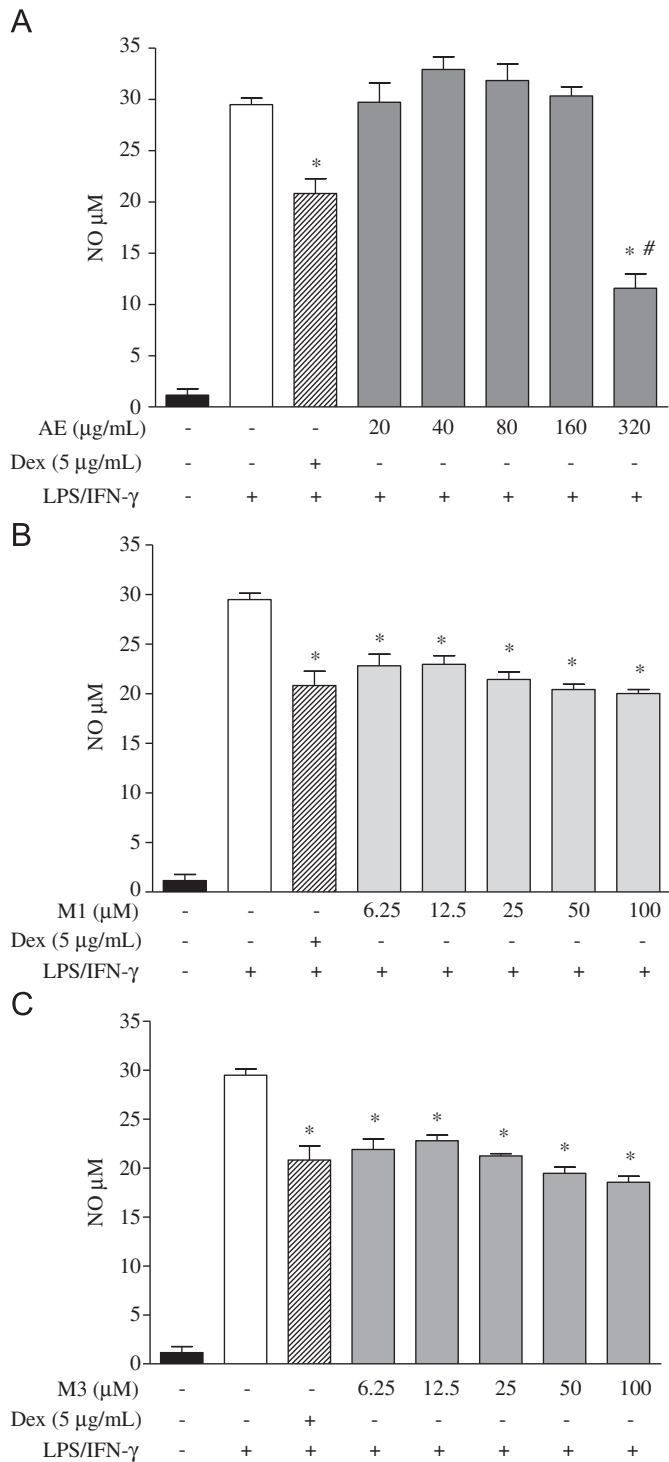 A
35
30
25
20
15
10
5
0
NO μM
*
* #
AE (μg/mL) - - - 20 40 80 160 320
Dex (5 μg/mL) - - + - - - - -
LPS/IFN-γ - + + + + + + +
B
35
30
25
20
15
10
5
0
NO μM
* * * * * *
M1 (μM) - - - 6.25 12.5 25 50 100
Dex (5 μg/mL) - - + - - - - -
LPS/IFN-γ - + + + + + + +
C
35
30
25
20
15
10
5
0
NO μM
* * * * * *
M3 (μM) - - - 6.25 12.5 25 50 100
Dex (5 μg/mL) - - + - - - - -
LPS/IFN-γ - + + + + + + +